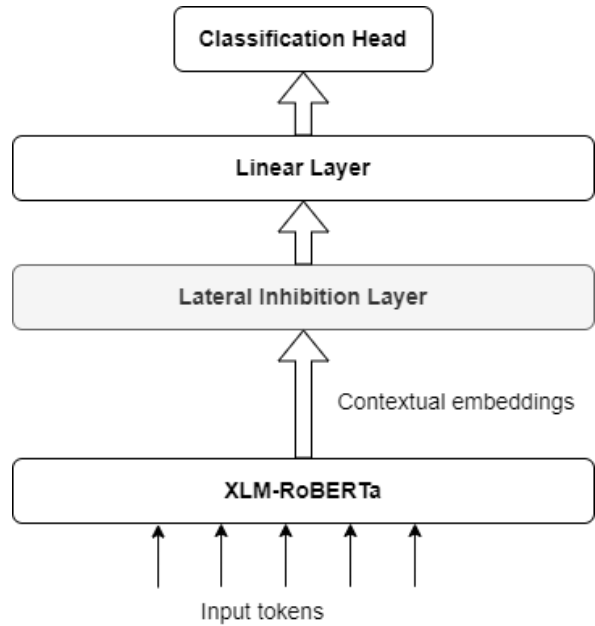 Classification Head
Linear Layer
Lateral Inhibition Layer
Contextual embeddings
XLM-RoBERTa
Input tokens